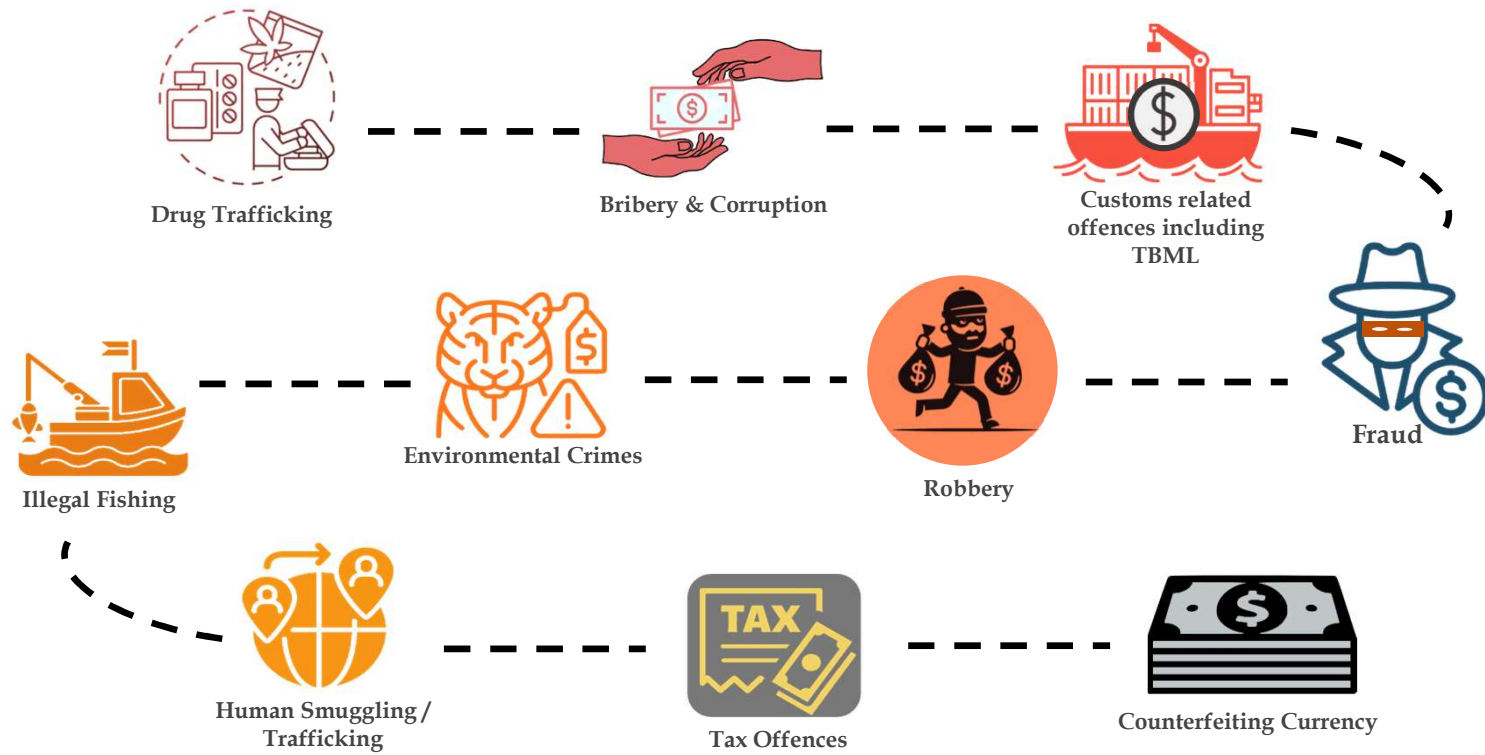 Drug Trafficking
Bribery & Corruption
Customs related
offences including
TBML
$
$
$
Illegal Fishing
$
Environmental Crimes
$
$
Robbery
$
Fraud
Human Smuggling /
Trafficking
TAX
Tax Offences
$
Counterfeiting Currency